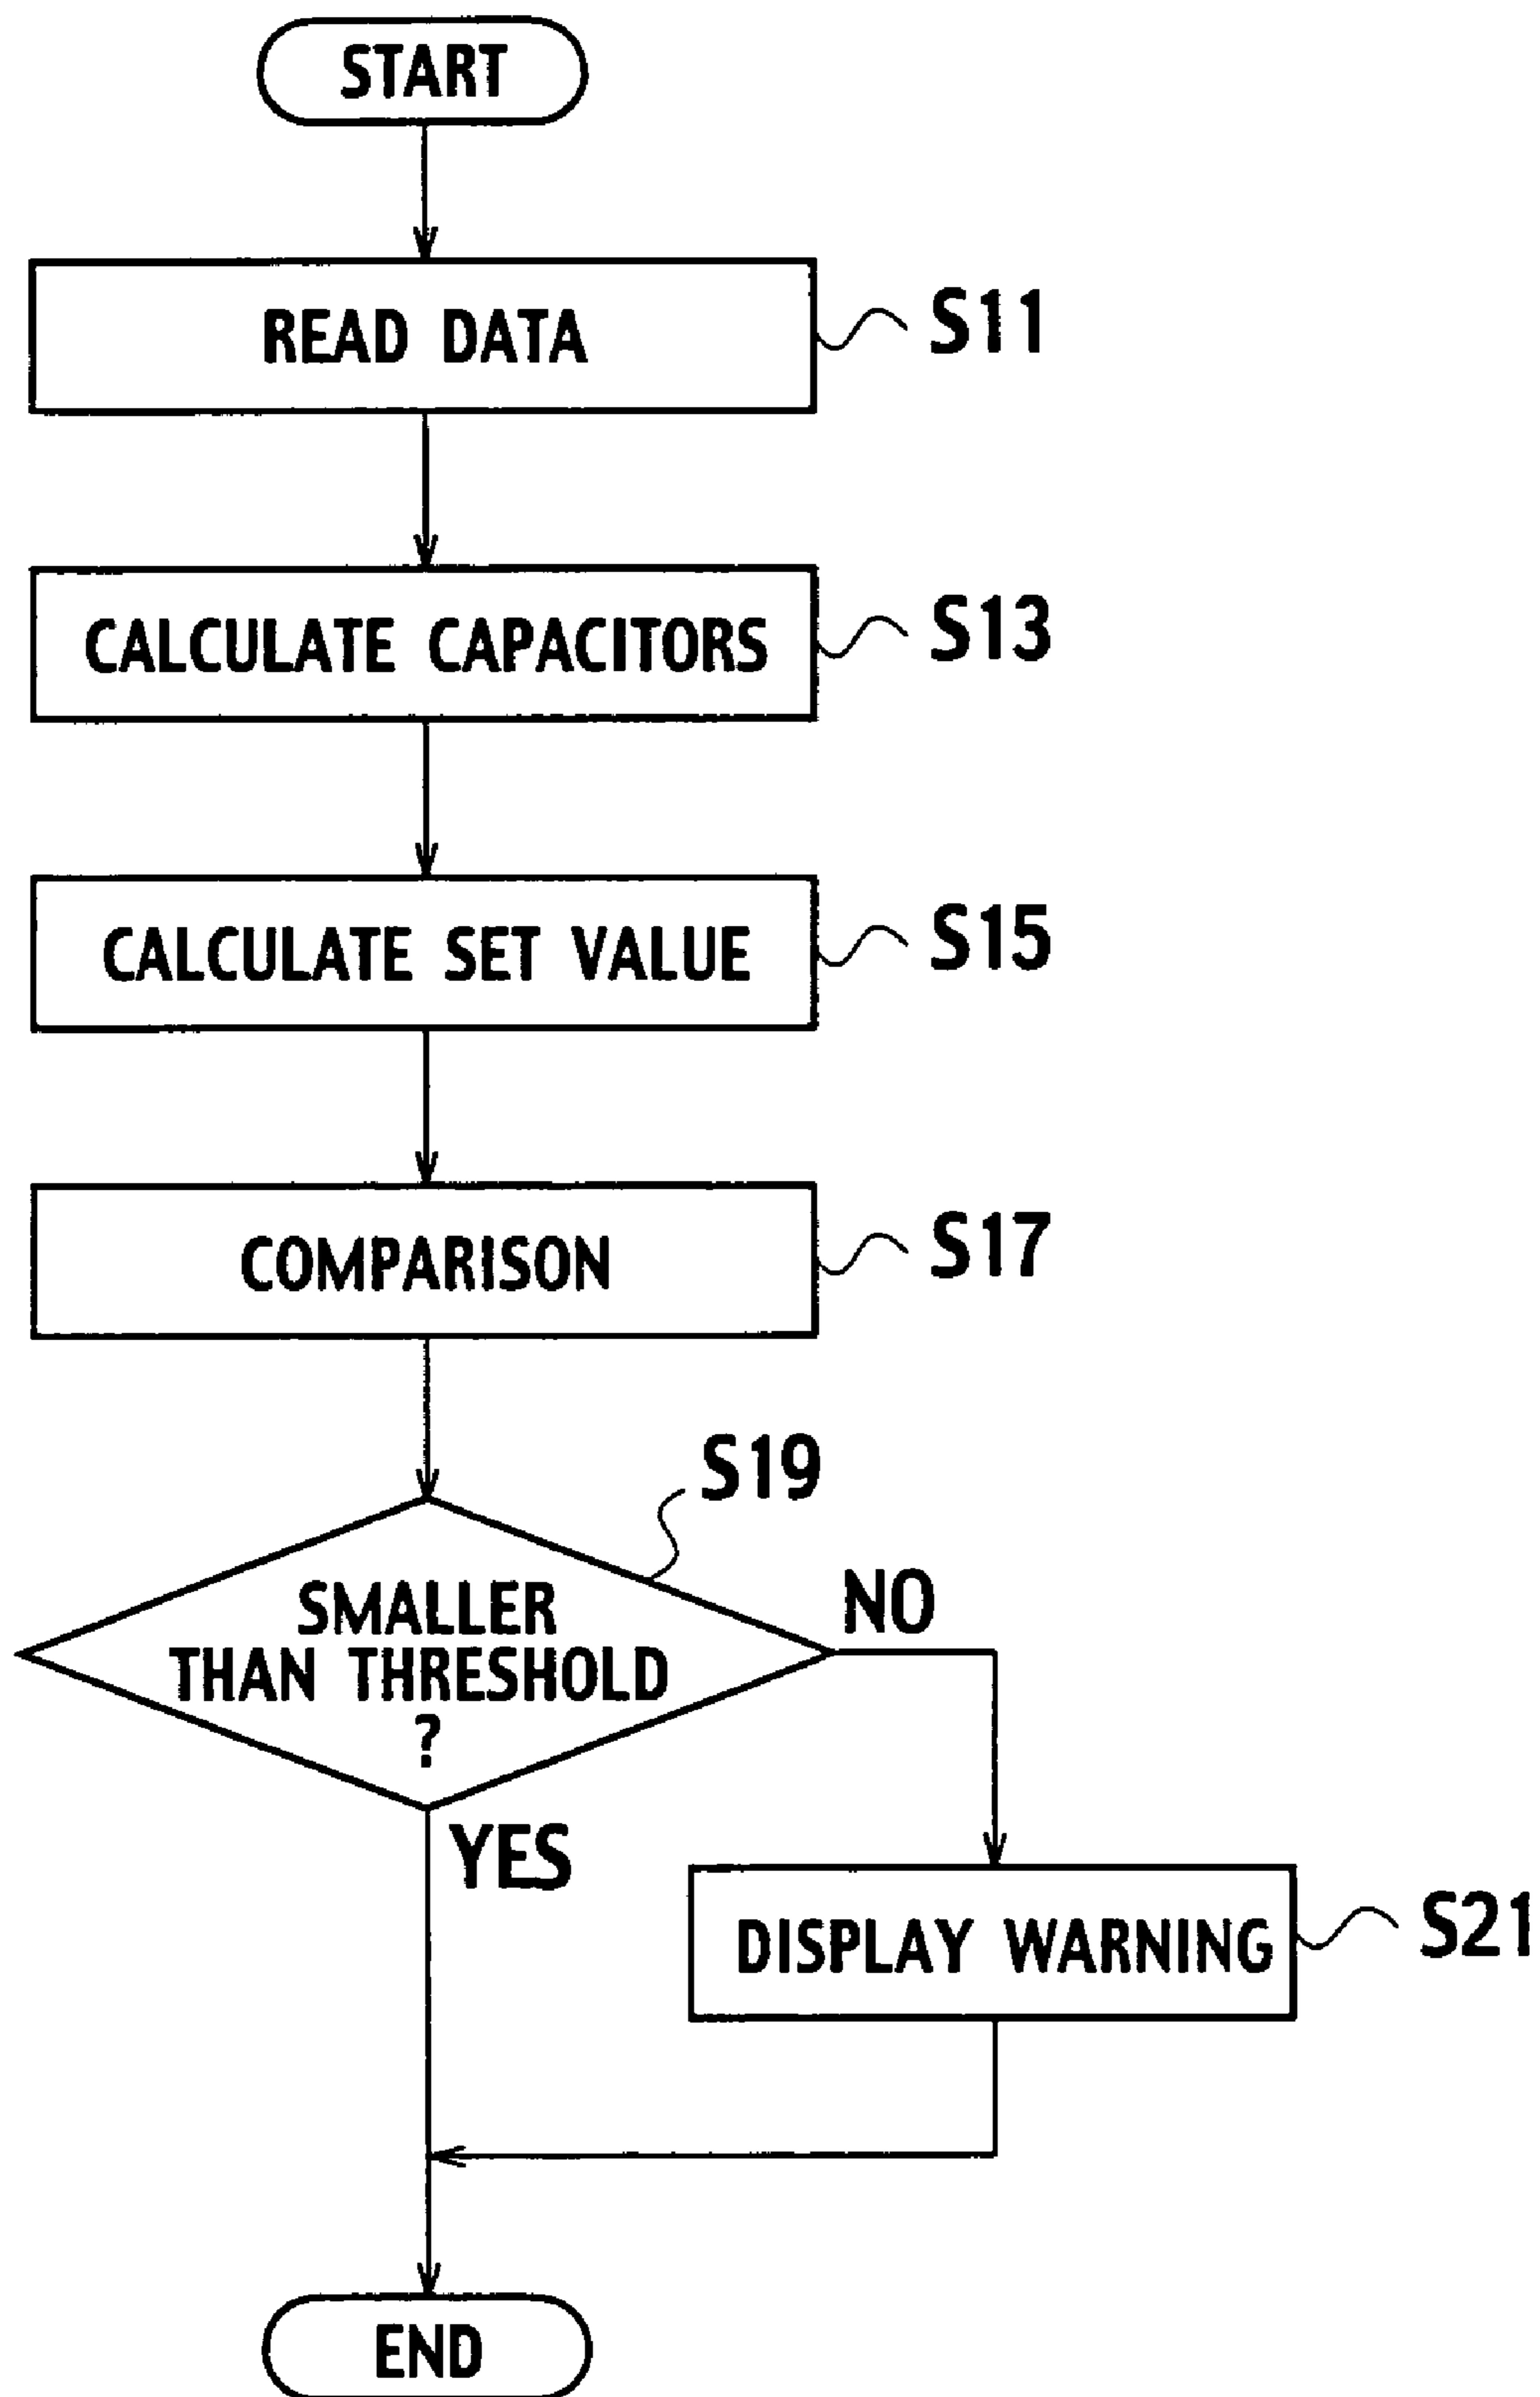 START
READ DATA
S11
CALCULATE CAPACITORS
S13
CALCULATE SET VALUE
S15
COMPARISON
S17
S19
SMALLER
THAN THRESHOLD
?
NO
YES
DISPLAY WARNING
S21
END